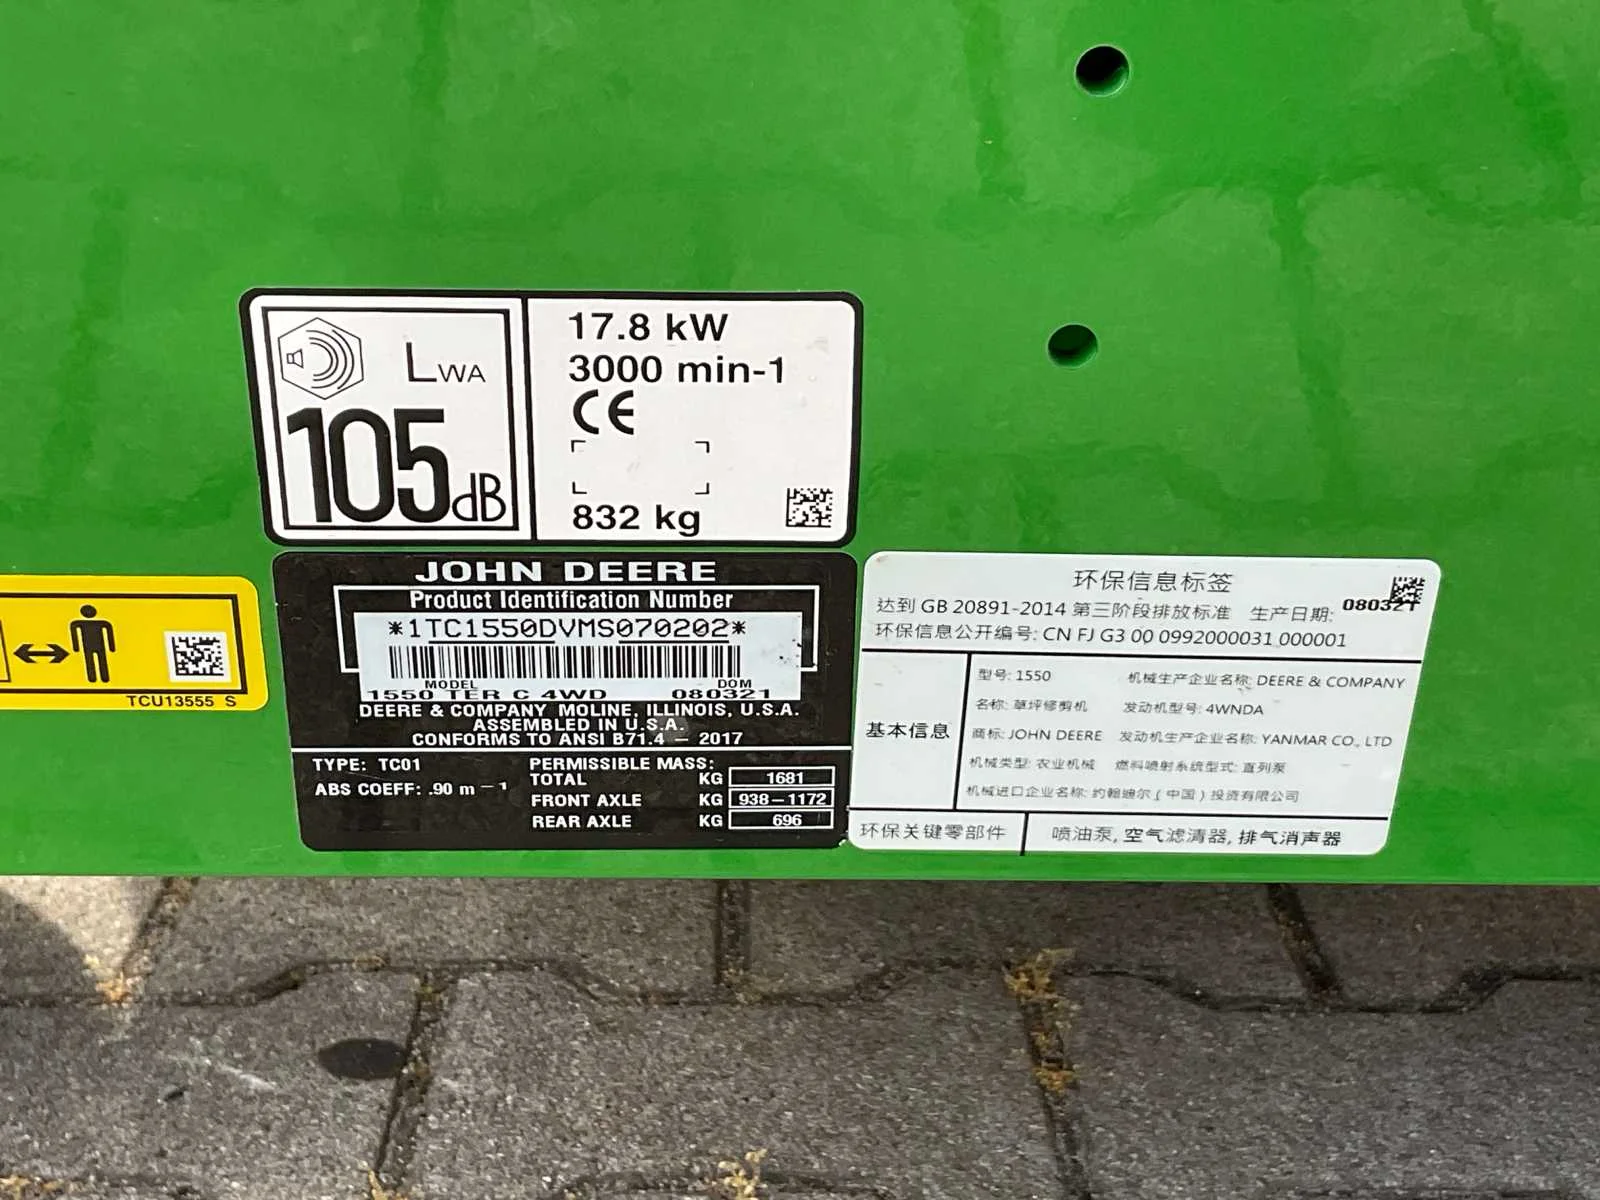 LWA
105dB
17.8 kW
3000 min-1
CE
832 kg
TCU13555 S
JOHN DEERE
Product Identification Number
*1TC1550DVMS070202*
MODEL DOM
1550 TER C 4WD 080321
DEERE & COMPANY MOLINE, ILLINOIS, U.S.A.
ASSEMBLED IN U.S.A.
CONFORMS TO ANSI B71.4 – 2017
TYPE: TC01
ABS COEFF: .90 m –1
PERMISSIBLE MASS:
TOTAL KG 1681
FRONT AXLE KG 938–1172
REAR AXLE KG 696
环保信息标签
达到 GB 20891-2014 第三阶段排放标准 生产日期: 080321
环保信息公开编号: CN FJ G3 00 0992000031 000001
基本信息
型号: 1550 机械生产企业名称: DEERE & COMPANY
名称: 草坪修剪机 发动机型号: 4WNDA
商标: JOHN DEERE 发动机生产企业名称: YANMAR CO., LTD
机械类型: 农业机械 燃料喷射系统型式: 直列泵
机械进口企业名称: 约翰迪尔 ( 中国 ) 投资有限公司
环保关键零部件 喷油泵, 空气滤清器, 排气消声器